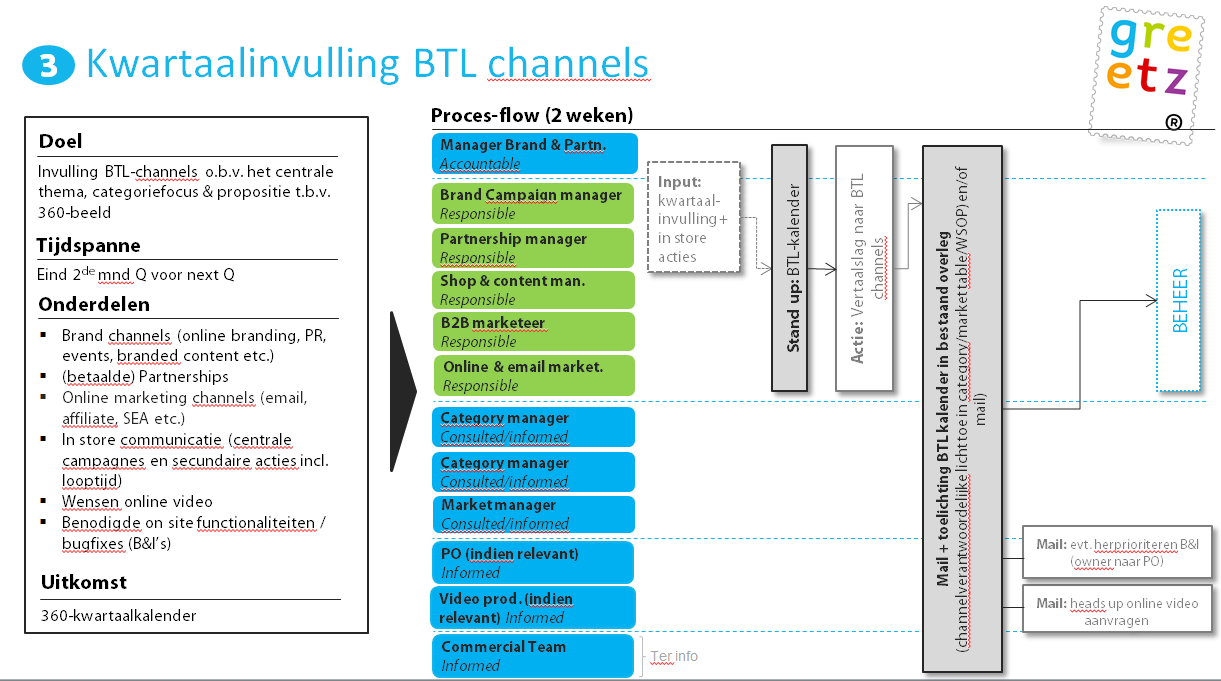 3 Kwartaalinvulling BTL channels
gre
etz
®
Doel
Invulling BTL-channels o.b.v. het centrale
thema, categoriefocus & propositie t.b.v.
360-beeld
Tijdspanne
Eind 2de mnd Q voor next Q
Onderdelen
▪ Brand channels (online branding, PR,
events, branded content etc.)
▪ (betaalde) Partnerships
▪ Online marketing channels (email,
affiliate, SEA etc.)
▪ In store communicatie (centrale
campagnes en secundaire acties incl.
looptijd)
▪ Wensen online video
▪ Benodigde on site functionaliteiten /
bugfixes (B&I's)
Uitkomst
360-kwartaalkalender
Proces-flow (2 weken)
Manager Brand & Partn.
Accountable
Brand Campaign manager
Responsible
Partnership manager
Responsible
Shop & content man.
Responsible
B2B marketeer
Responsible
Online & email market.
Responsible
Category manager
Consulted/informed
Category manager
Consulted/informed
Market manager
Consulted/informed
PO (indien relevant)
Informed
Video prod. (indien
relevant) Informed
Commercial Team
Informed
Ter info
Input:
kwartaal-
invulling +
in store
acties
Stand up: BTL-kalender
Actie: Vertaalslag naar BTL
channels
Mail + toelichting BTL kalender in bestaand overleg
(channelverantwoordelijke licht toe in category/markettable/WSOP) en/of
mail)
BEHEER
Mail: evt. herprioriteren B&I
(owner naar PO)
Mail: heads up online video
aanvragen